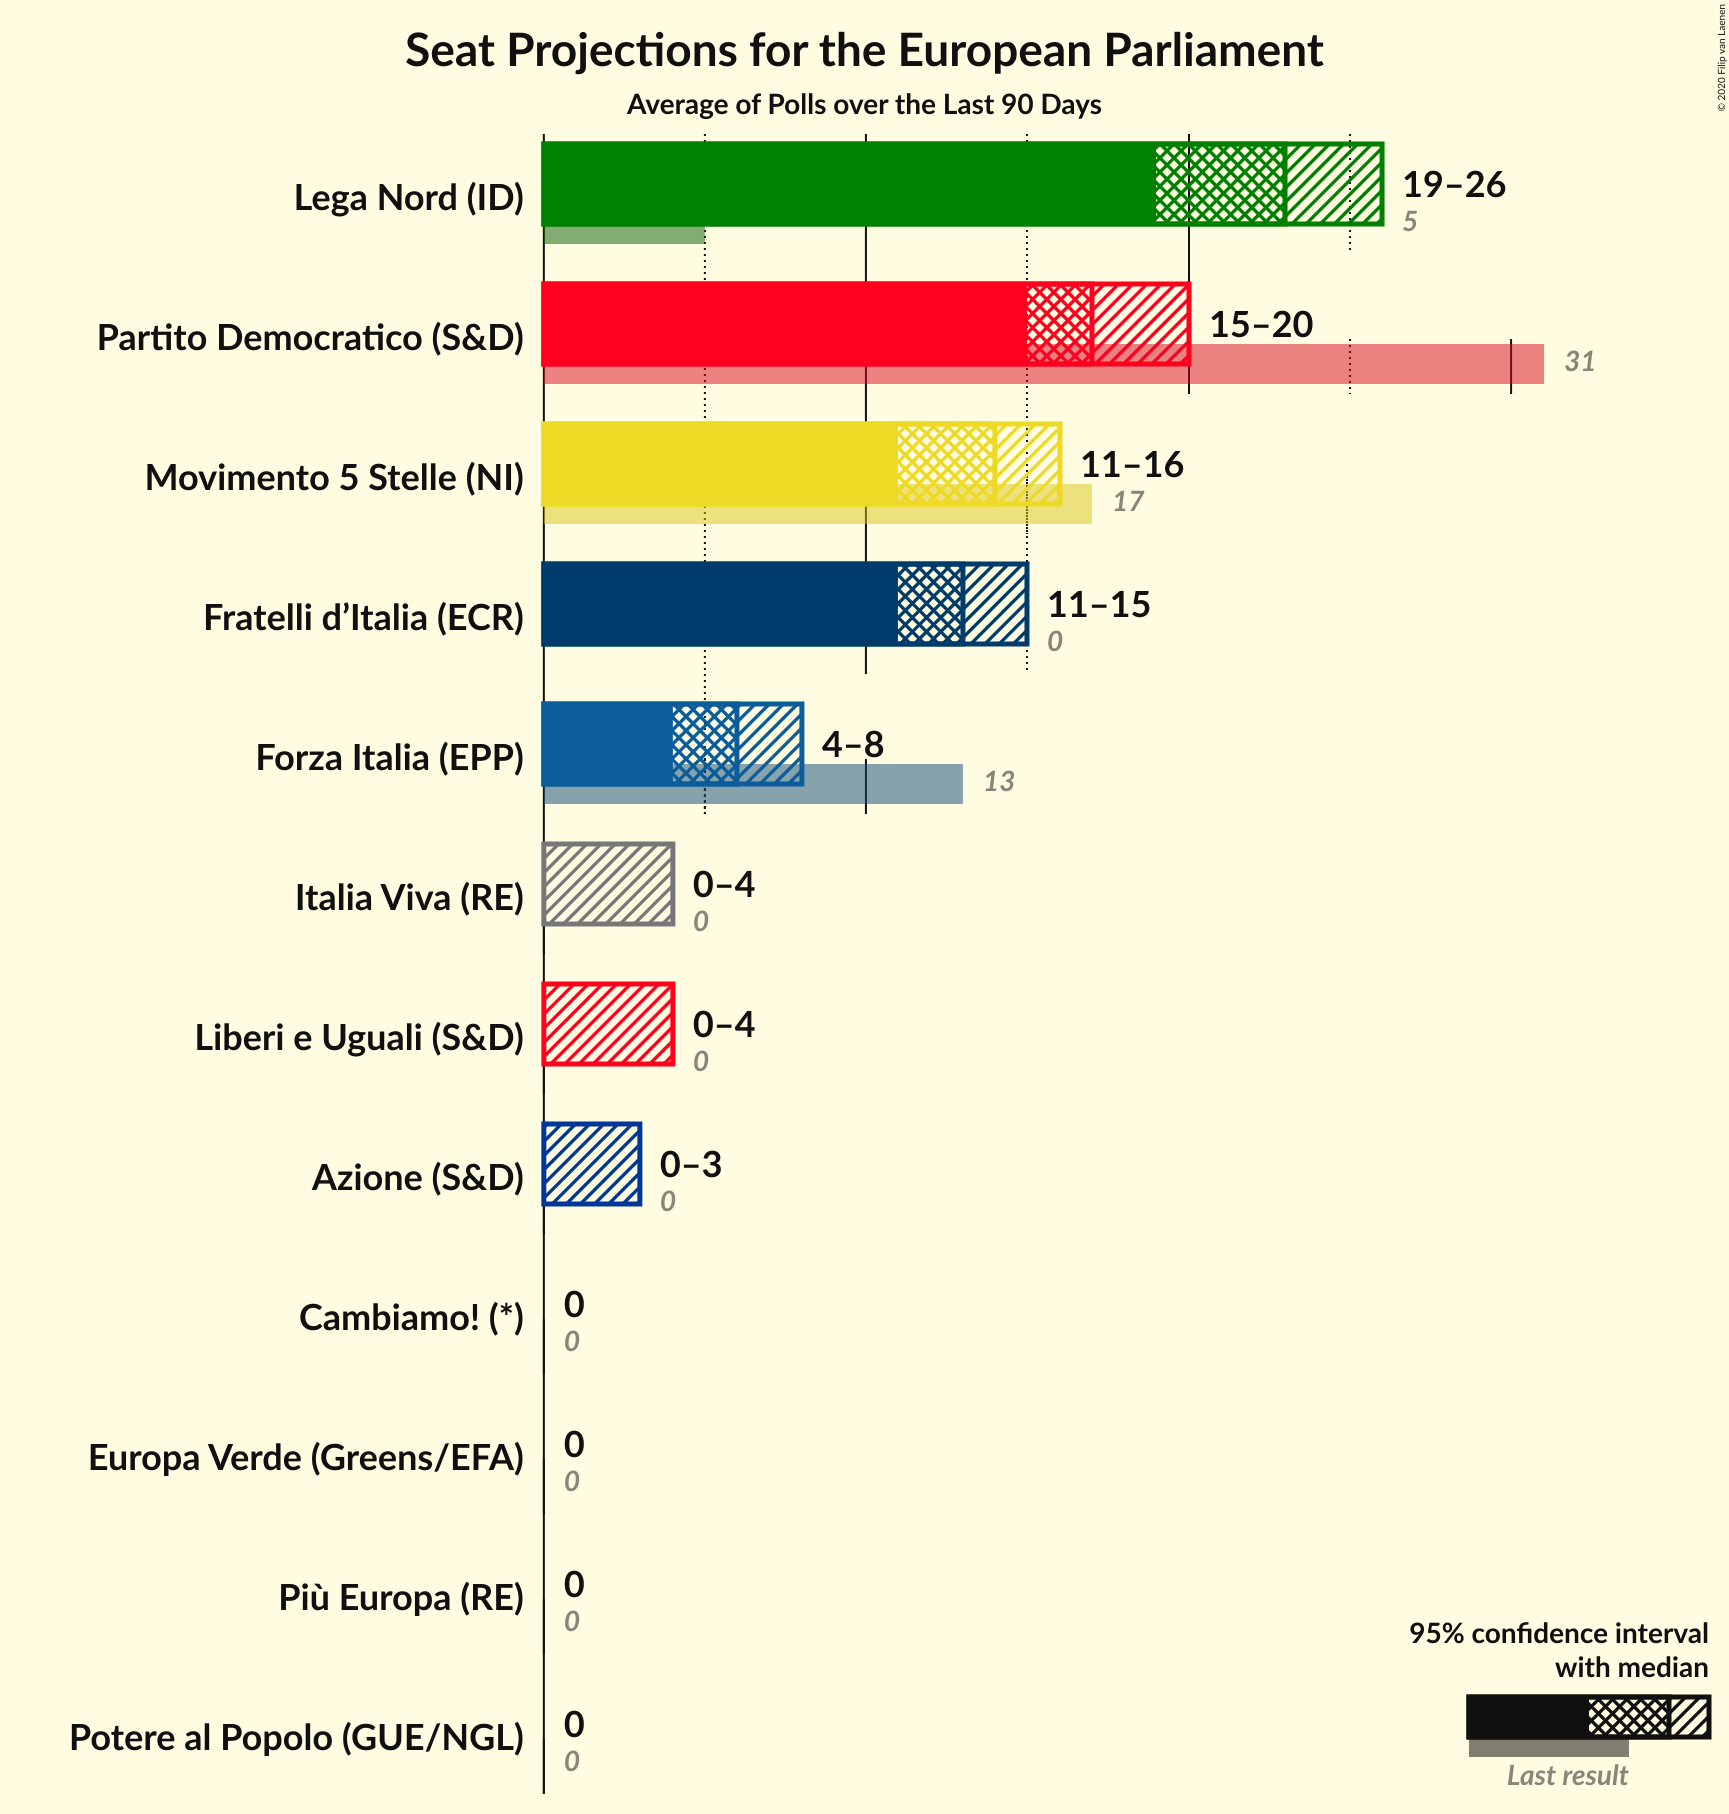 Seat Projections for the European Parliament
Average of Polls over the Last 90 Days
© 2020 Filip van Laenen
Lega Nord (ID)
19–26
5
Partito Democratico (S&D)
15–20
31
Movimento 5 Stelle (NI)
11–16
17
Fratelli d’Italia (ECR)
11–15
0
Forza Italia (EPP)
4–8
13
Italia Viva (RE)
0–4
0
Liberi e Uguali (S&D)
0–4
0
Azione (S&D)
0–3
0
Cambiamo! (*)
0
0
Europa Verde (Greens/EFA)
0
0
Più Europa (RE)
0
0
Potere al Popolo (GUE/NGL)
0
0
95% confidence interval
with median
Last result